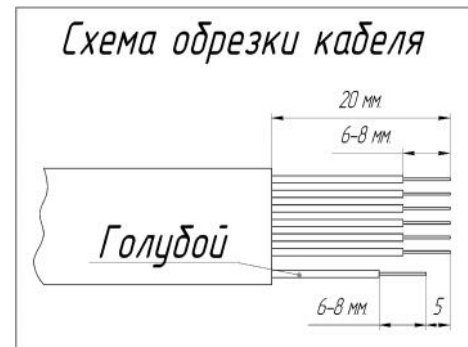 Схема обрезки кабеля
20 мм.
6-8 мм.
Голубой
6-8 мм. 5